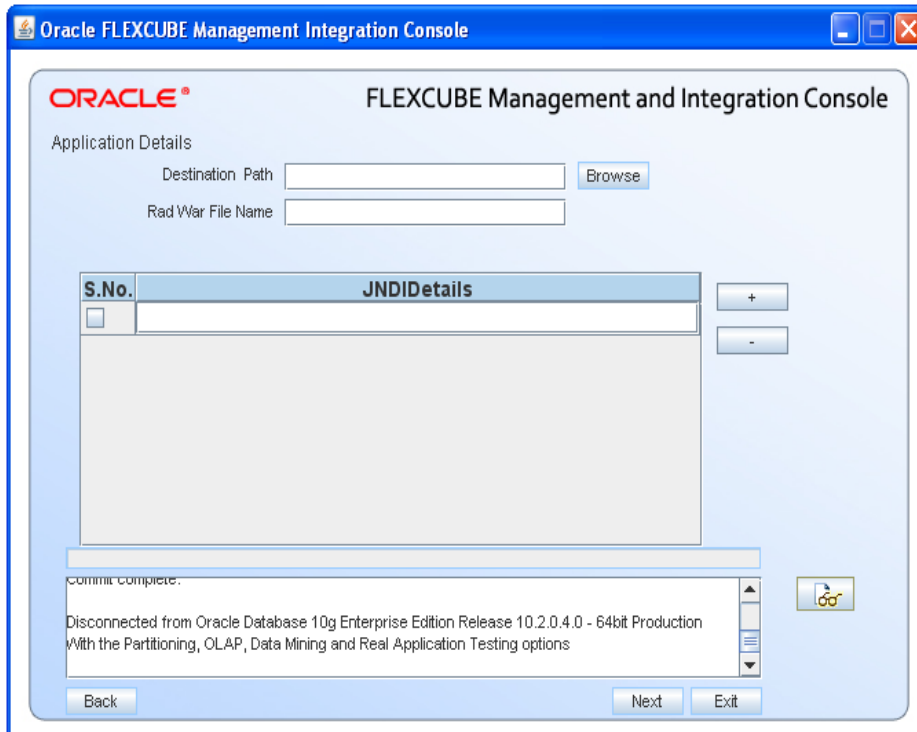 Oracle FLEXCUBE Management Integration Console
ORACLE®
FLEXCUBE Management and Integration Console
Application Details
Destination Path
Browse
Rad War File Name
S.No. JNDIDetails
+
-
Commit complete.
Disconnected from Oracle Database 10g Enterprise Edition Release 10.2.0.4.0 - 64bit Production
With the Partitioning, OLAP, Data Mining and Real Application Testing options
Back Next Exit